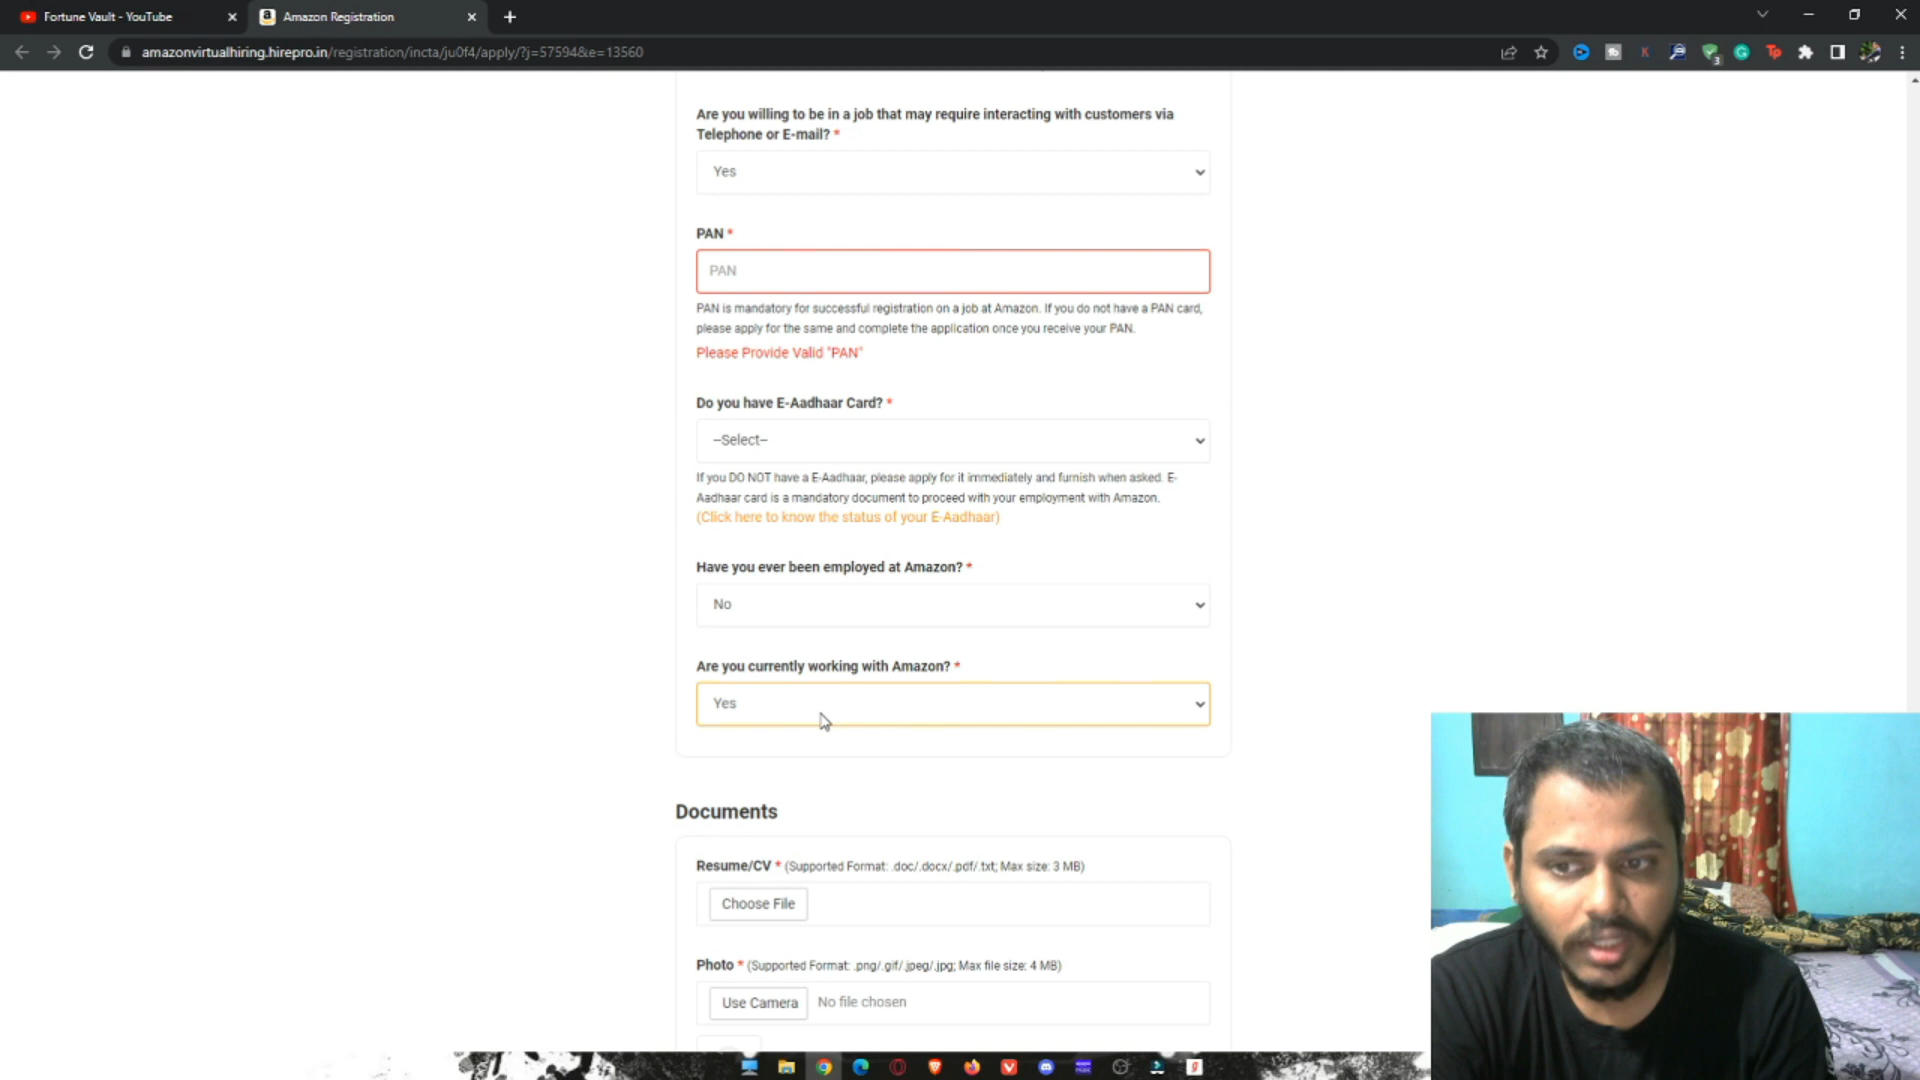 Fortune Vault - YouTube
Amazon Registration
amazonvirtualhiring.hirepro.in/registration/incta/ju0f4/apply/?j=57594&e=13560
Are you willing to be in a job that may require interacting with customers via
Telephone or E-mail? *
Yes
PAN *
PAN
PAN is mandatory for successful registration on a job at Amazon. If you do not have a PAN card,
please apply for the same and complete the application once you receive your PAN.
Please Provide Valid "PAN"
Do you have E-Aadhaar Card? *
--Select--
If you DO NOT have a E-Aadhaar, please apply for it immediately and furnish when asked. E-
Aadhaar card is a mandatory document to proceed with your employment with Amazon.
(Click here to know the status of your E-Aadhaar)
Have you ever been employed at Amazon? *
No
Are you currently working with Amazon? *
Yes
Documents
Resume/CV * (Supported Format: .doc/.docx/.pdf/.txt; Max size: 3 MB)
Choose File
Photo * (Supported Format: .png/.gif/.jpeg/.jpg; Max file size: 4 MB)
Use Camera No file chosen